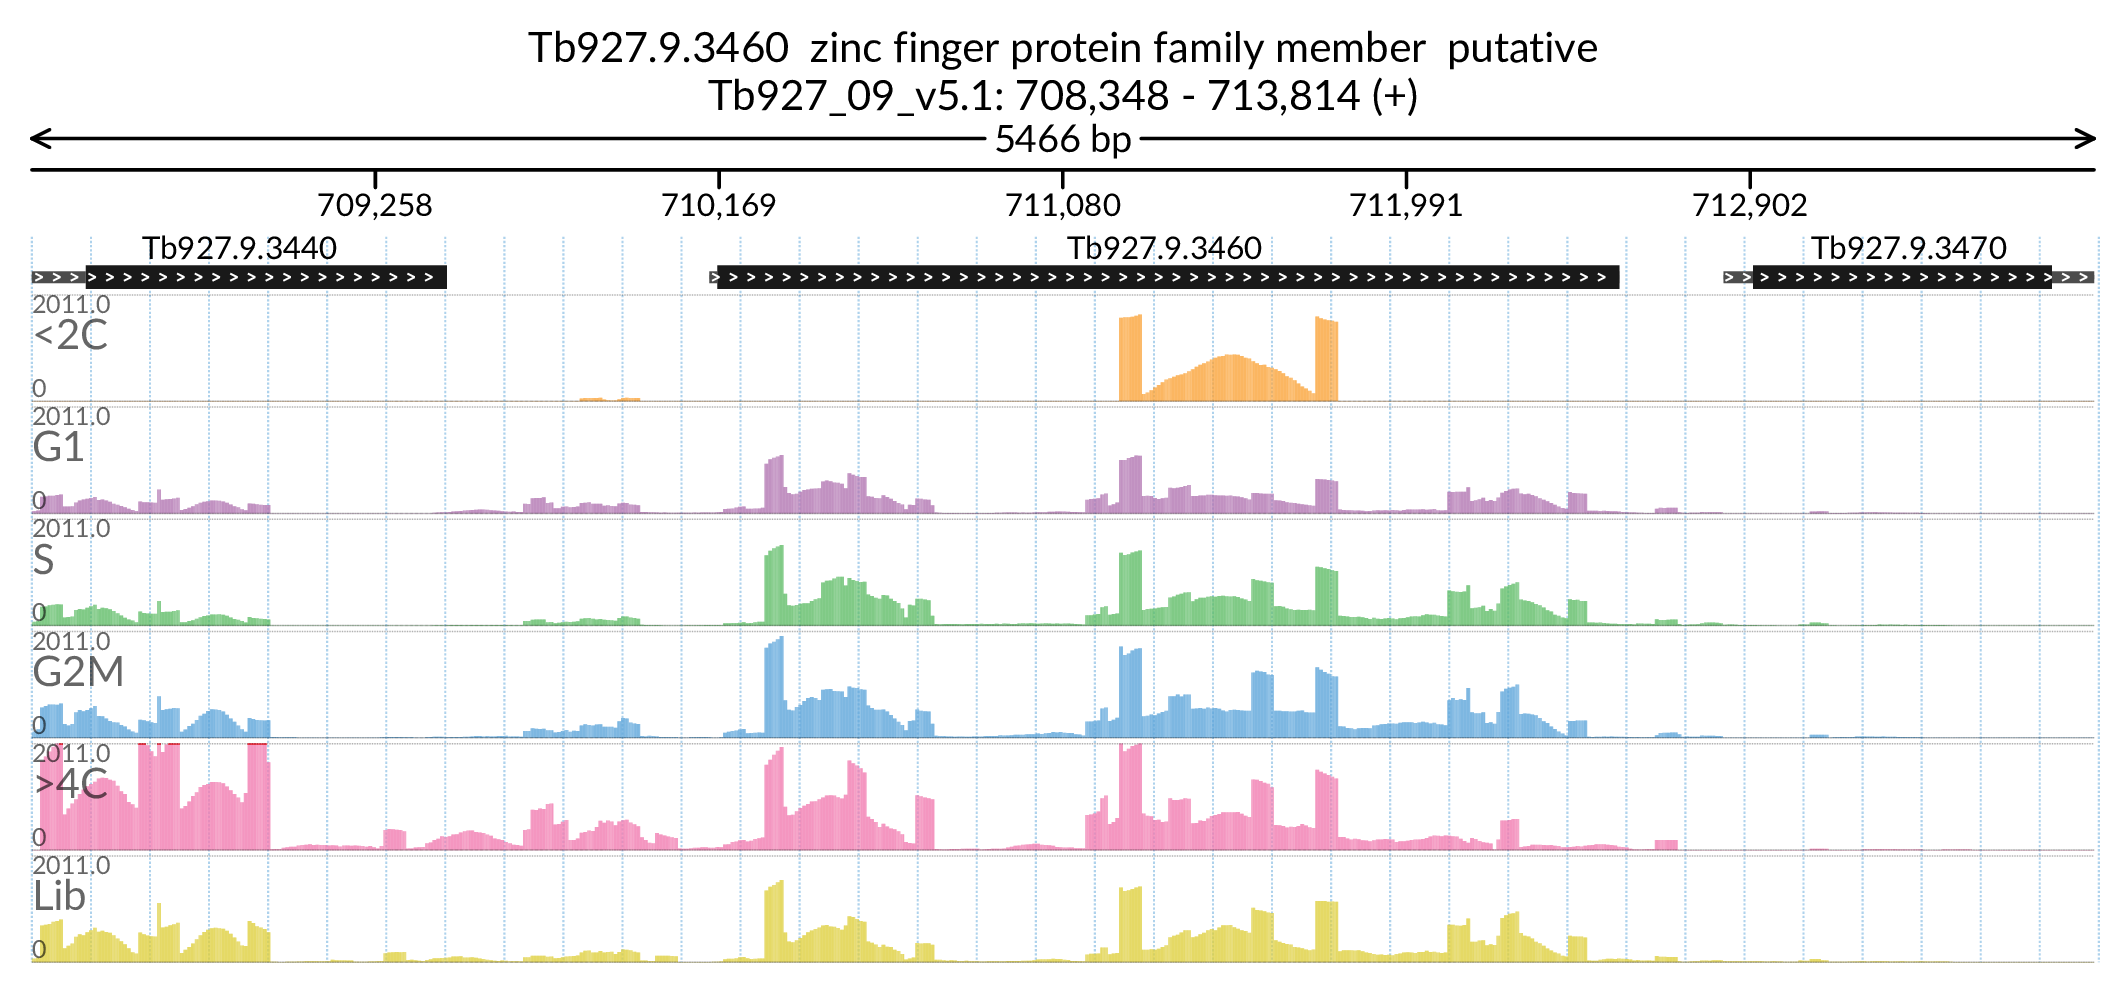 Tb927.9.3460 zinc finger protein family member putative
Tb927_09_v5.1: 708,348 - 713,814 (+)
5466 bp
709,258 710,169 711,080 711,991 712,902
Tb927.9.3440 Tb927.9.3460 Tb927.9.3470
2011.0
<2C
0
2011.0
G1
0
2011.0
S
0
2011.0
G2M
0
2011.0
>4C
0
2011.0
Lib
0